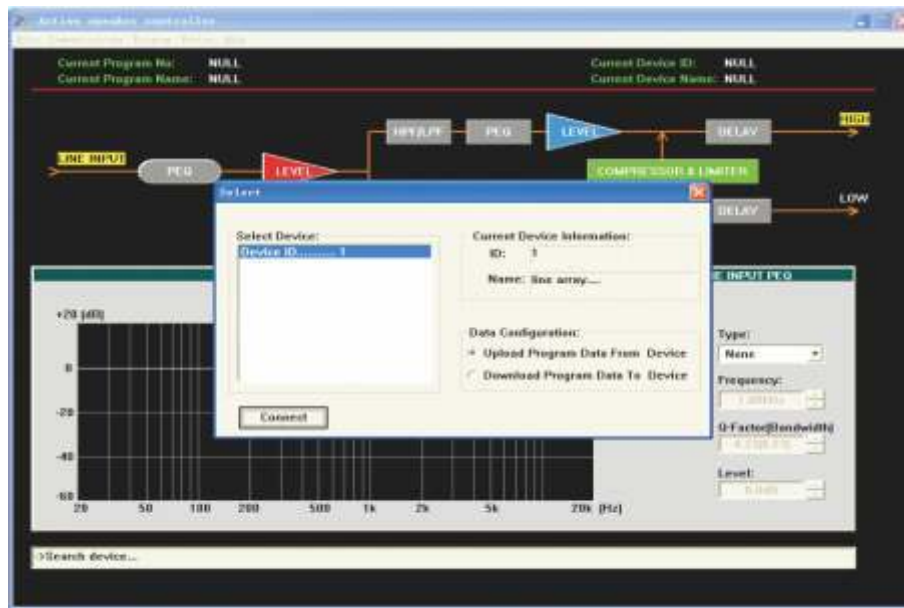 Active speaker controller
Current Program No: NULL
Current Program Name: NULL
Current Device ID: NULL
Current Device Name: NULL
HIGH
HPF/LPF
PEQ
LEVEL
DELAY
LINE INPUT
PEQ
LEVEL
COMPRESSOR & LIMITER
LOW
DELAY
Select
Select Device:
Device ID......... 1
Current Device Information:
ID: 1
Name: line array....
Data Configuration:
Upload Program Data From Device
Download Program Data To Device
Connect
E INPUT PEQ
+20 (dB)
0
-20
-40
-60
20 50 100 200 500 1k 2k 5k 20k (Hz)
Type:
None
Frequency:
Q-Factor(Bandwidth)
Level:
->Search device...